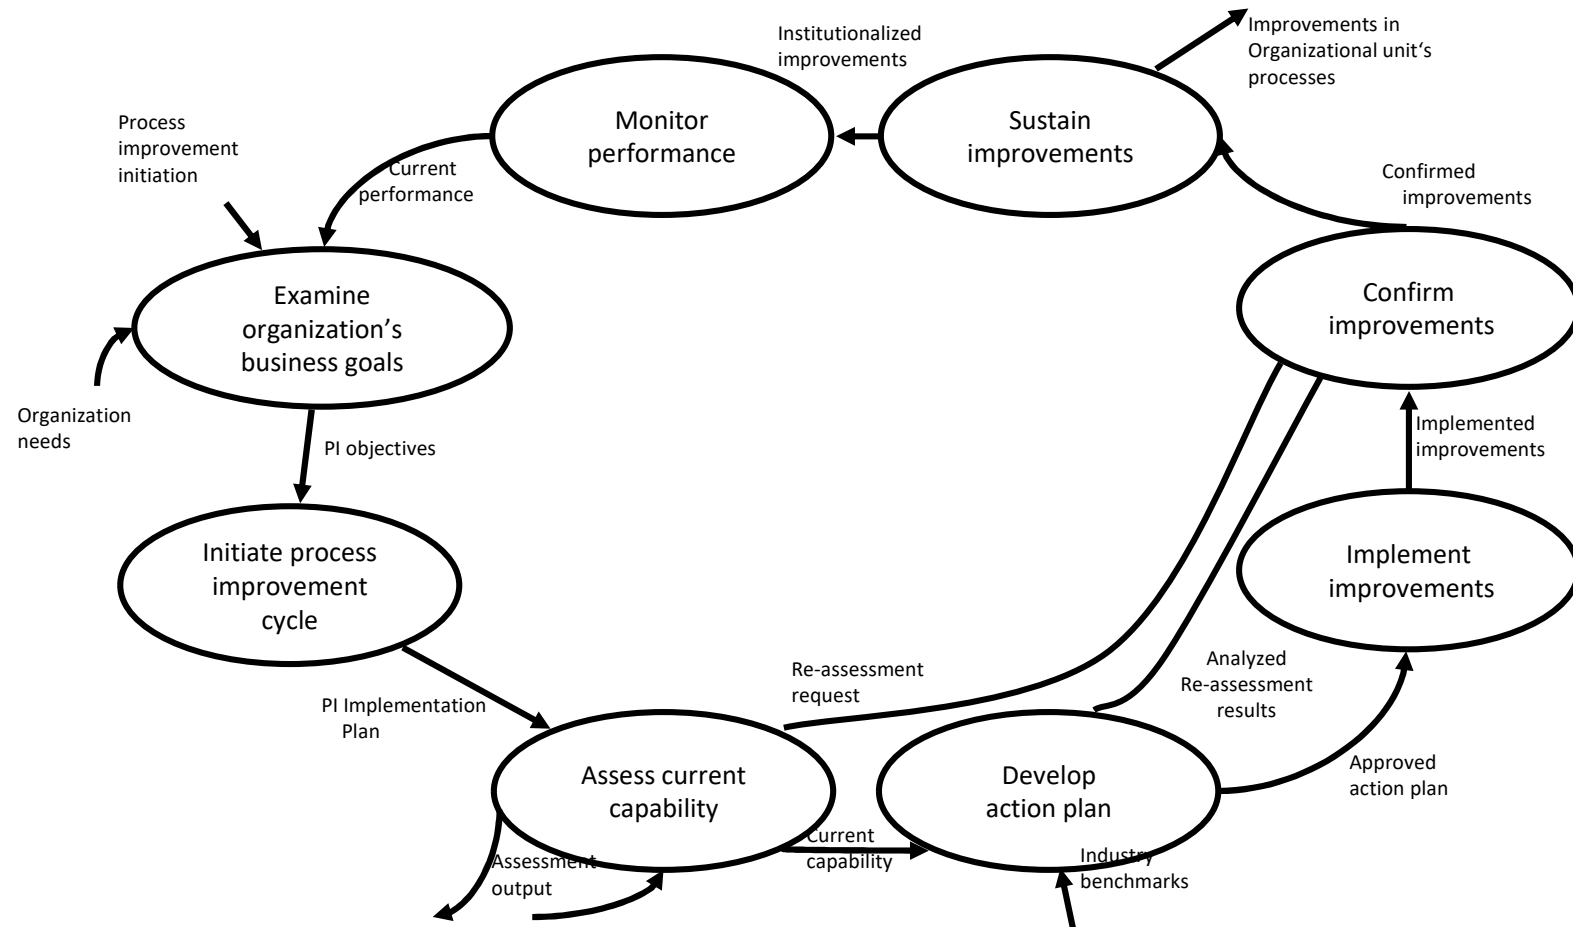 Institutionalized
improvements
Improvements in
Organizational unit‘s
processes
Monitor
performance
Sustain
improvements
Process
improvement
initiation
Current
performance
Confirmed
improvements
Examine
organization’s
business goals
Confirm
improvements
Organization
needs
PI objectives
Implemented
improvements
Initiate process
improvement
cycle
Implement
improvements
Re-assessment
request
Analyzed
Re-assessment
results
PI Implementation
Plan
Assess current
capability
Develop
action plan
Approved
action plan
Current
capability
Assessment
output
Industry
benchmarks